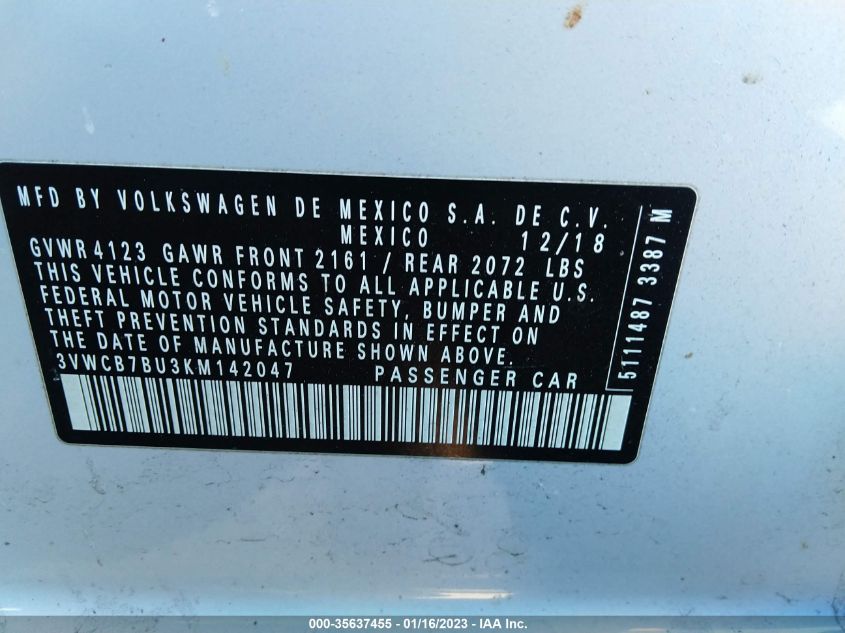 MFD BY VOLKSWAGEN DE MEXICO S.A. DE C.V.
MEXICO 12/18
GVWR 4123 GAWR FRONT 2161 / REAR 2072 LBS
THIS VEHICLE CONFORMS TO ALL APPLICABLE U.S.
FEDERAL MOTOR VEHICLE SAFETY, BUMPER AND
THEFT PREVENTION STANDARDS IN EFFECT ON
THE DATE OF MANUFACTURE SHOWN ABOVE.
3VWCB7BU3KM142047 PASSENGER CAR
5111487 3387 M
000-35637455 - 01/16/2023 - IAA Inc.